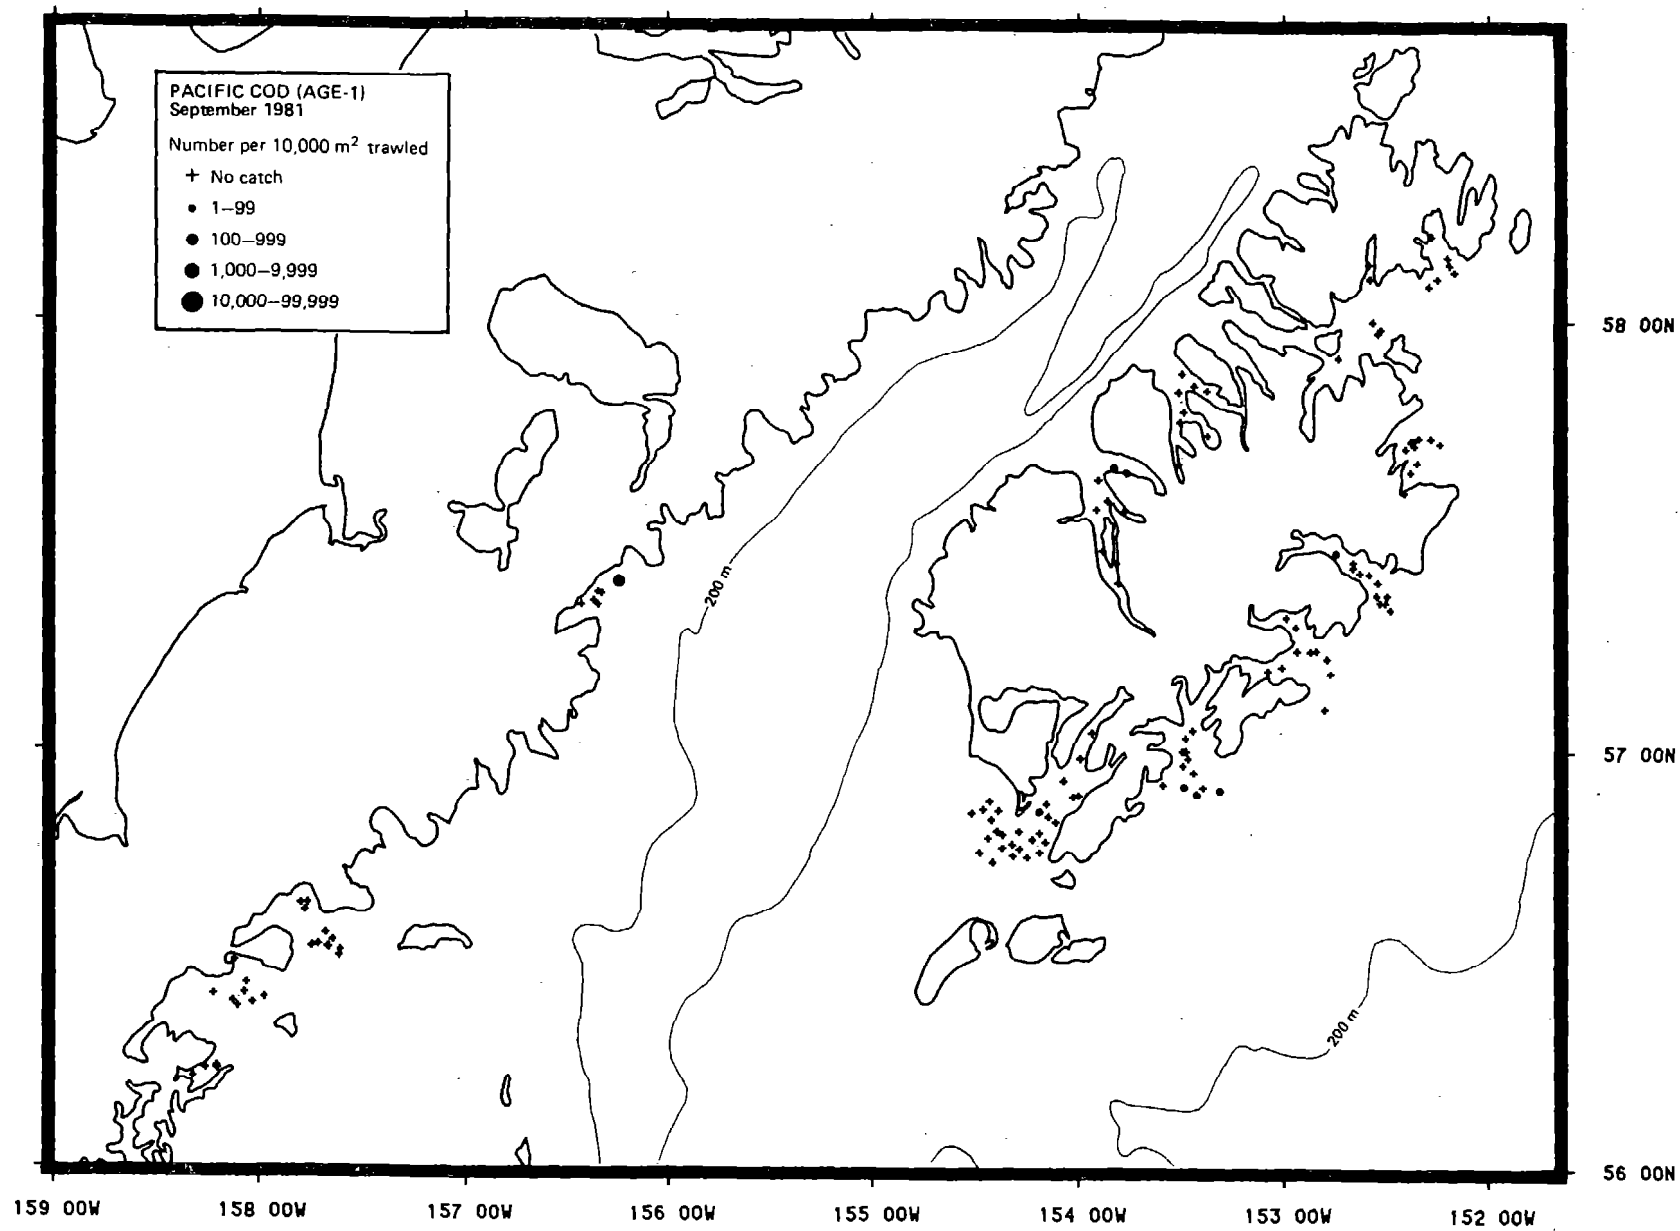 PACIFIC COD (AGE-1)
September 1981
Number per 10,000 m² trawled
+ No catch
• 1–99
● 100–999
● 1,000–9,999
● 10,000–99,999
58 00N
200 m
57 00N
200 m
56 00N
159 00W 158 00W 157 00W 156 00W 155 00W 154 00W 153 00W 152 00W